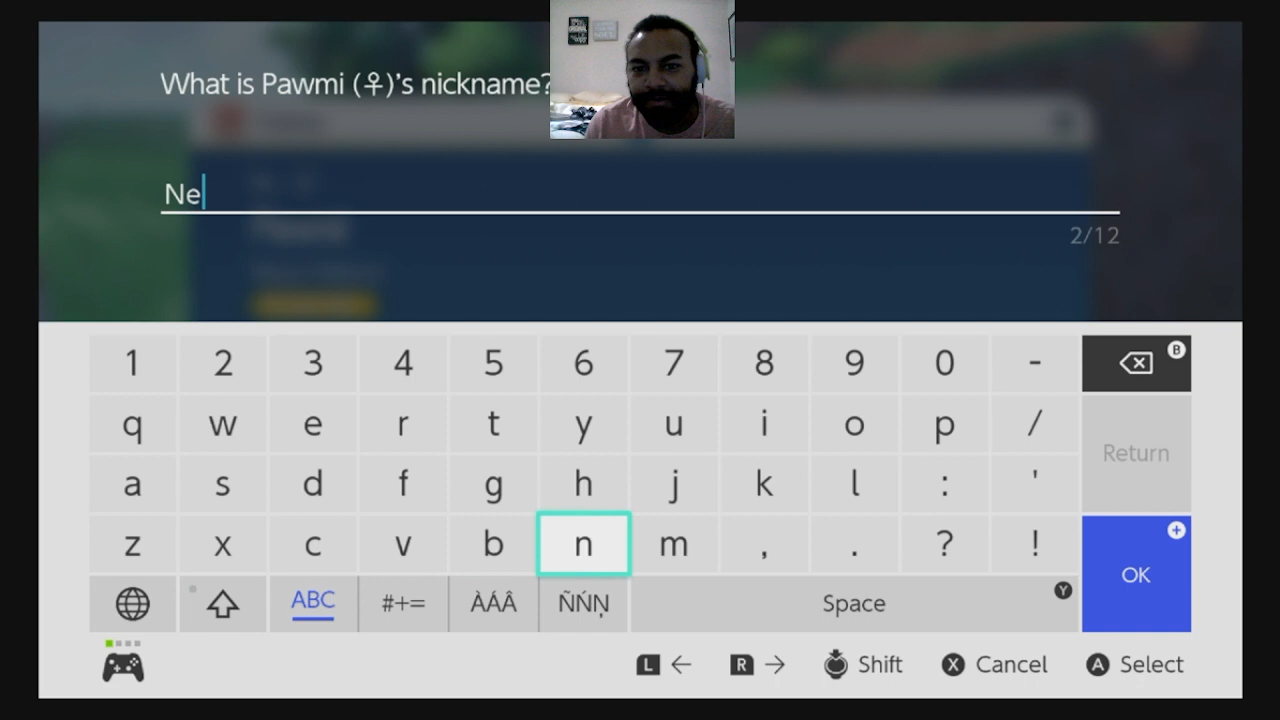 What is Pawmi (♀)'s nickname?
Ne
2/12
1 2 3 4 5 6 7 8 9 0 -
q w e r t y u i o p /
Return
a s d f g h j k l : '
z x c v b n m , . ? !
OK
ABC #+= ÀÁÂ ÑŃŅ Space
L ← R → Shift X Cancel A Select
B
+
Y